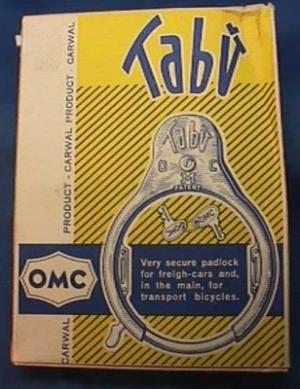 Tabù
PRODUCT - CARWAL PRODUCT - CARWAL
CARWAL
Tabù
O M C
PATENT
OMC
OMC
Very secure padlock
for freigh-cars and,
in the main, for
transport bicycles.